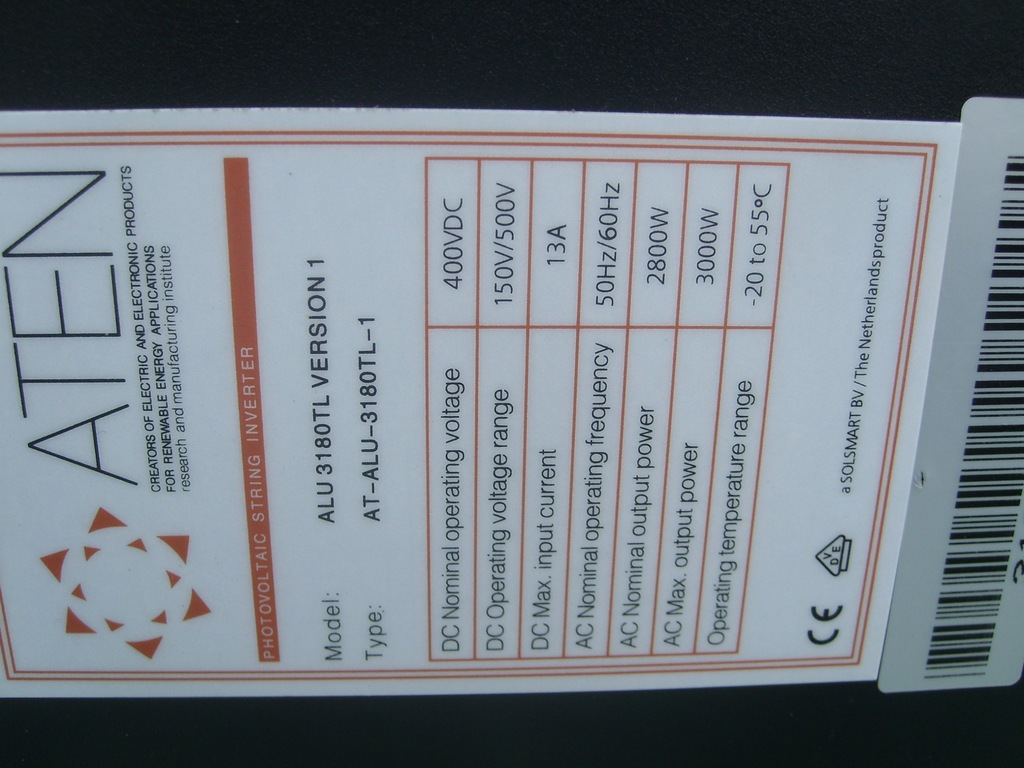 ATEN
CREATORS OF ELECTRIC AND ELECTRONIC PRODUCTS
FOR RENEWABLE ENERGY APPLICATIONS
research and manufacturing institute
PHOTOVOLTAIC STRING INVERTER
Model: ALU 3180TL VERSION 1
Type: AT-ALU-3180TL-1
DC Nominal operating voltage 400VDC
DC Operating voltage range 150V/500V
DC Max. input current 13A
AC Nominal operating frequency 50Hz/60Hz
AC Nominal output power 2800W
AC Max. output power 3000W
Operating temperature range -20 to 55°C
CE VDE a SOLSMART BV//The Netherlandsproduct